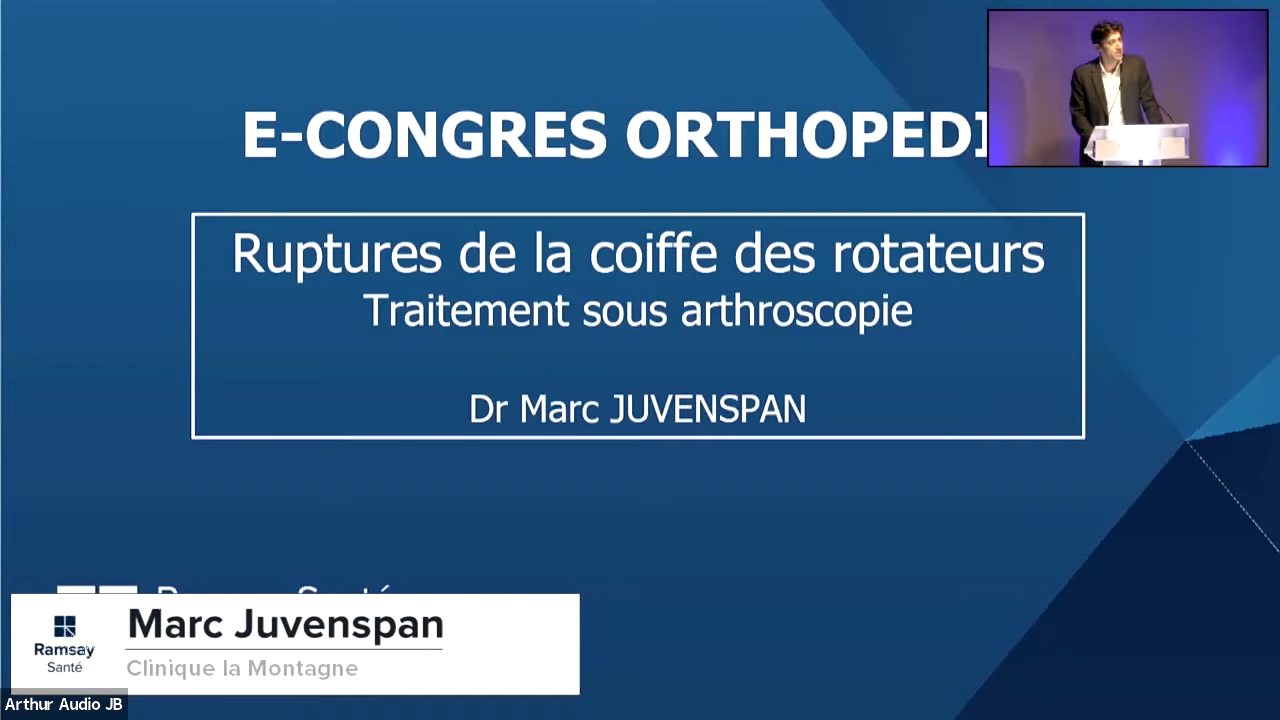 E-CONGRES ORTHOPEDI
Ruptures de la coiffe des rotateurs
Traitement sous arthroscopie
Dr Marc JUVENSPAN
Marc Juvenspan
Ramsay
Santé
Clinique la Montagne
Arthur Audio JB